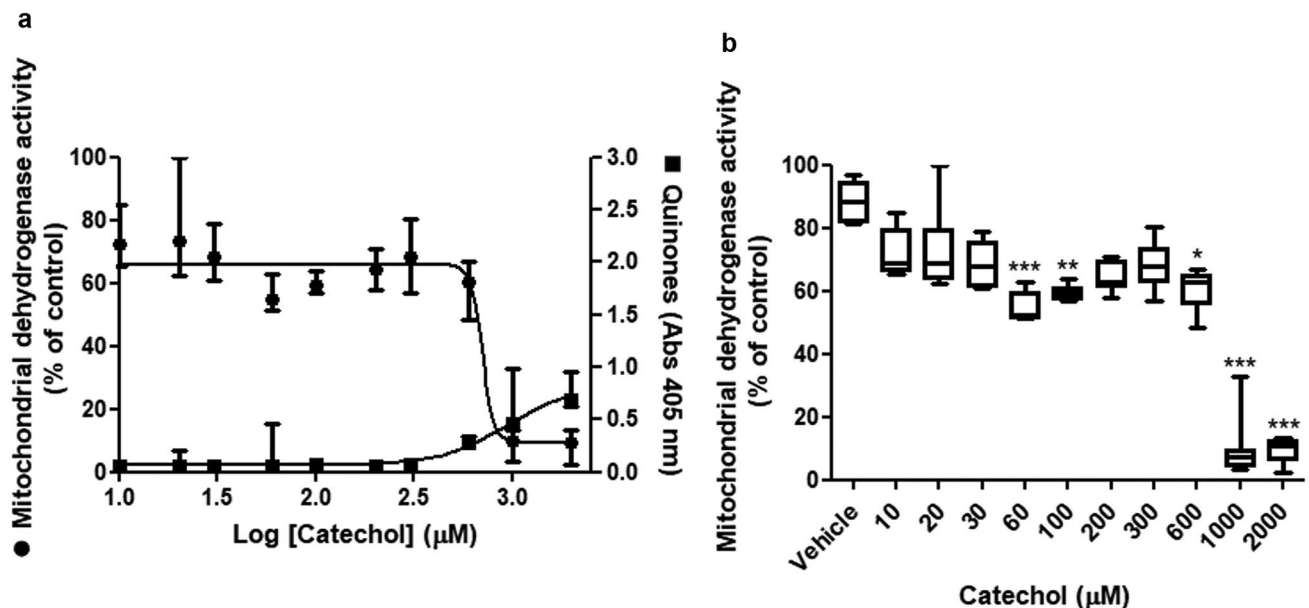 a
● Mitochondrial dehydrogenase activity
(% of control)
100
80
60
40
20
0
3.0
2.5
2.0
1.5
1.0
0.5
0.0
■ Quinones (Abs 405 nm)
1.0 1.5 2.0 2.5 3.0
Log [Catechol] (µM)
b
Mitochondrial dehydrogenase activity
(% of control)
100
80
60
40
20
0
*** ** * *** ***
Vehicle 10 20 30 60 100 200 300 600 1000 2000
Catechol (µM)